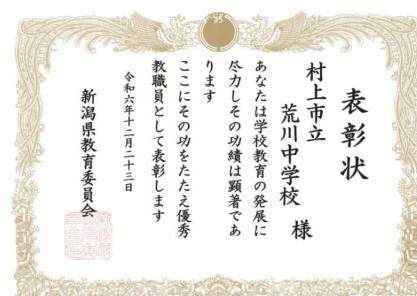 表彰状
村上市立
荒川中学校 様
あなたは学校教育の発展に
尽力しその功績は顕著であ
ります
ここにその功をたたえ優秀
教職員として表彰します
令和六年十二月二十三日
新潟県教育委員会